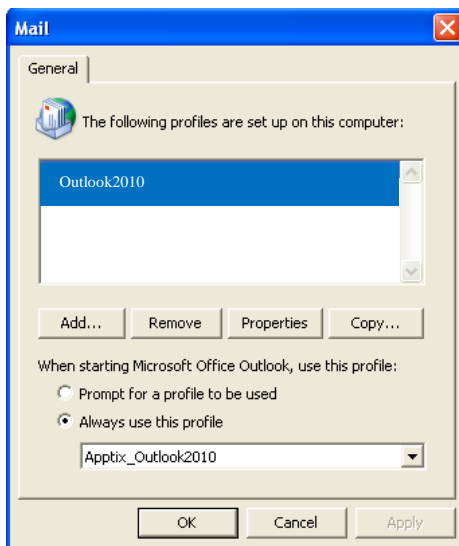 Mail
General
The following profiles are set up on this computer:
Outlook2010
Add... Remove Properties Copy...
When starting Microsoft Office Outlook, use this profile:
Prompt for a profile to be used
Always use this profile
Apptix_Outlook2010
OK Cancel Apply